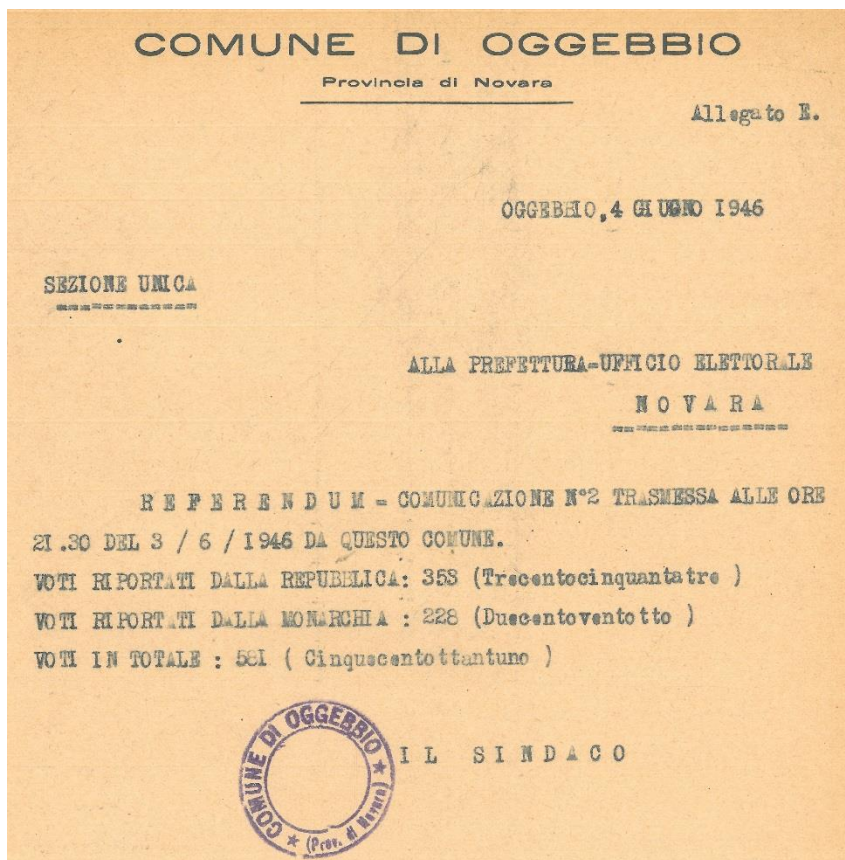 COMUNE DI OGGEBBIO
Provincia di Novara
Allegato E.
OGGEBBIO,4 GIUGNO 1946
SEZIONE UNICA
ALLA PREFETTURA=UFFICIO ELETTORALE
NOVARA
REFERENDUM = COMUNICAZIONE N°2 TRASMESSA ALLE ORE
21.30 DEL 3 / 6 / 1946 DA QUESTO COMUNE.
VOTI RIPORTATI DALLA REPUBBLICA: 353 (Trecentocinquantatre )
VOTI RIPORTATI DALLA MONARCHIA : 228 (Duecentoventotto )
VOTI IN TOTALE : 581 ( Cinquecentottantuno )
IL SINDACO
COMUNE DI OGGEBBIO
(Prov. di Novara)